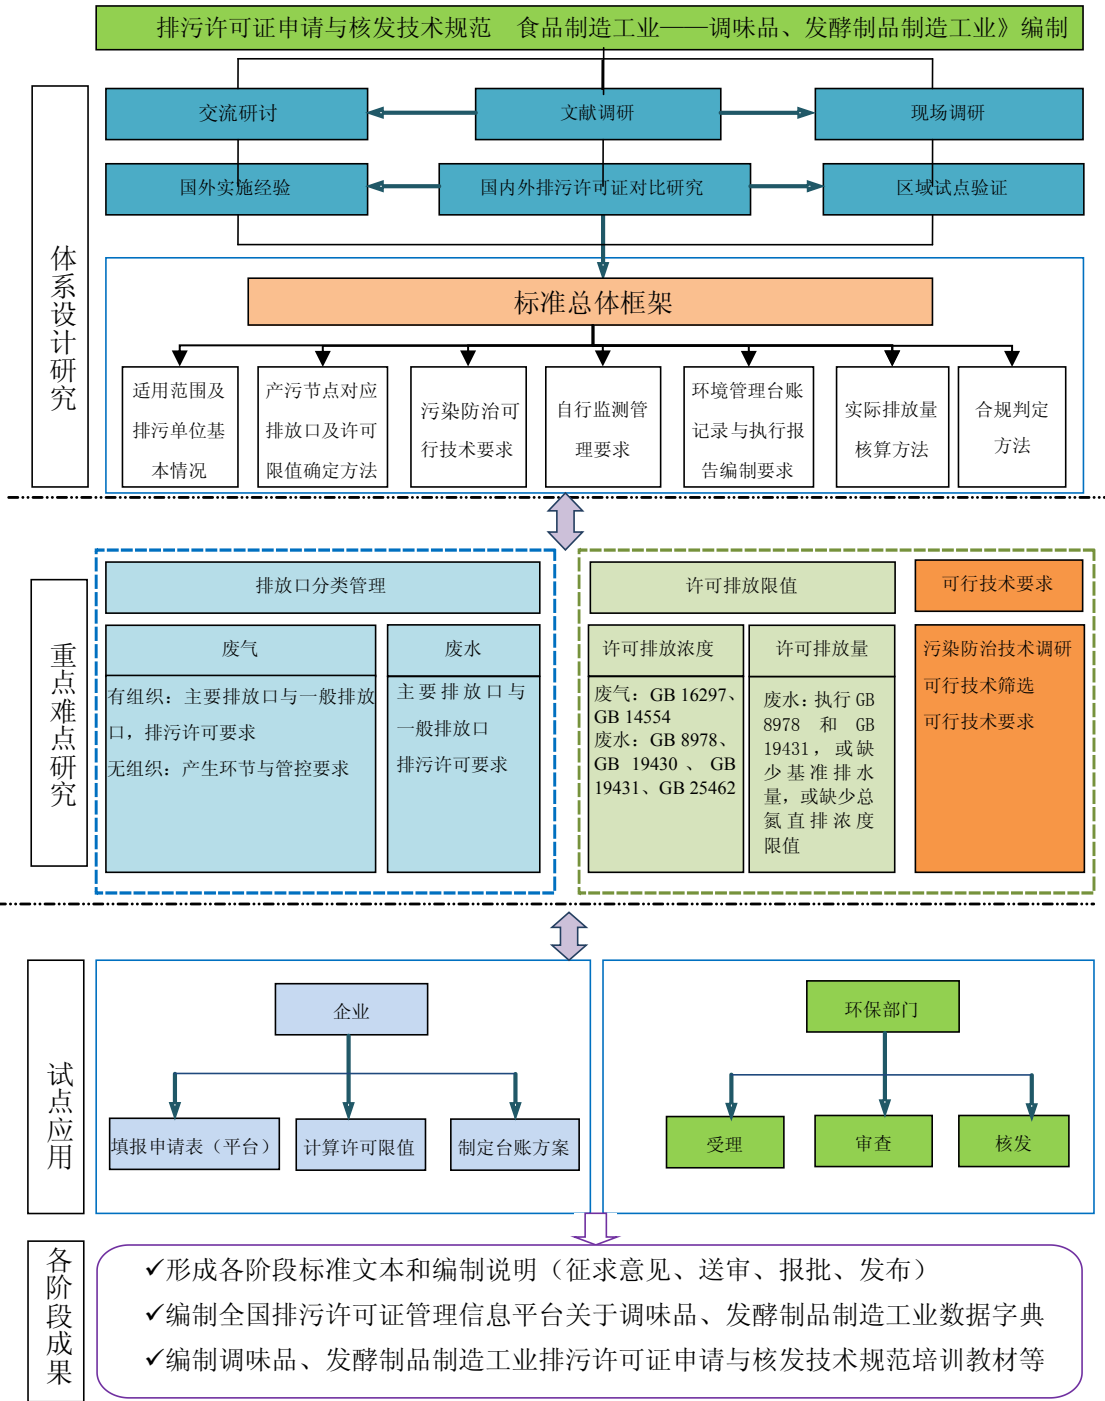 排污许可证申请与核发技术规范　食品制造工业——调味品、发酵制品制造工业》编制
体系设计研究
交流研讨
文献调研
现场调研
国外实施经验
国内外排污许可证对比研究
区域试点验证
标准总体框架
适用范围及
排污单位基
本情况
产污节点对应
排放口及许可
限值确定方法
污染防治可
行技术要求
自行监测管
理要求
环境管理台账
记录与执行报
告编制要求
实际排放量
核算方法
合规判定
方法
重点难点研究
排放口分类管理
废气
有组织：主要排放口与一般排放
口，排污许可要求
无组织：产生环节与管控要求
废水
主要排放口与
一般排放口
排污许可要求
许可排放限值
许可排放浓度
废气：GB 16297、
GB 14554
废水：GB 8978、
GB 19430 、GB
19431、GB 25462
许可排放量
废水：执行 GB
8978 和 GB
19431，或缺
少基准排水
量，或缺少总
氮直排浓度
限值
可行技术要求
污染防治技术调研
可行技术筛选
可行技术要求
试点应用
企业
填报申请表（平台）
计算许可限值
制定台账方案
环保部门
受理
审查
核发
各阶段成果
✓形成各阶段标准文本和编制说明（征求意见、送审、报批、发布）
✓编制全国排污许可证管理信息平台关于调味品、发酵制品制造工业数据字典
✓编制调味品、发酵制品制造工业排污许可证申请与核发技术规范培训教材等